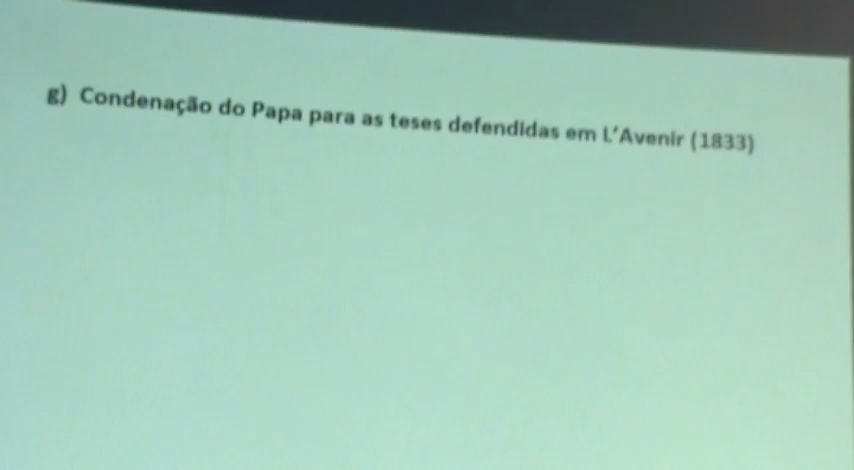 g) Condenação do Papa para as teses defendidas em L'Avenir (1833)